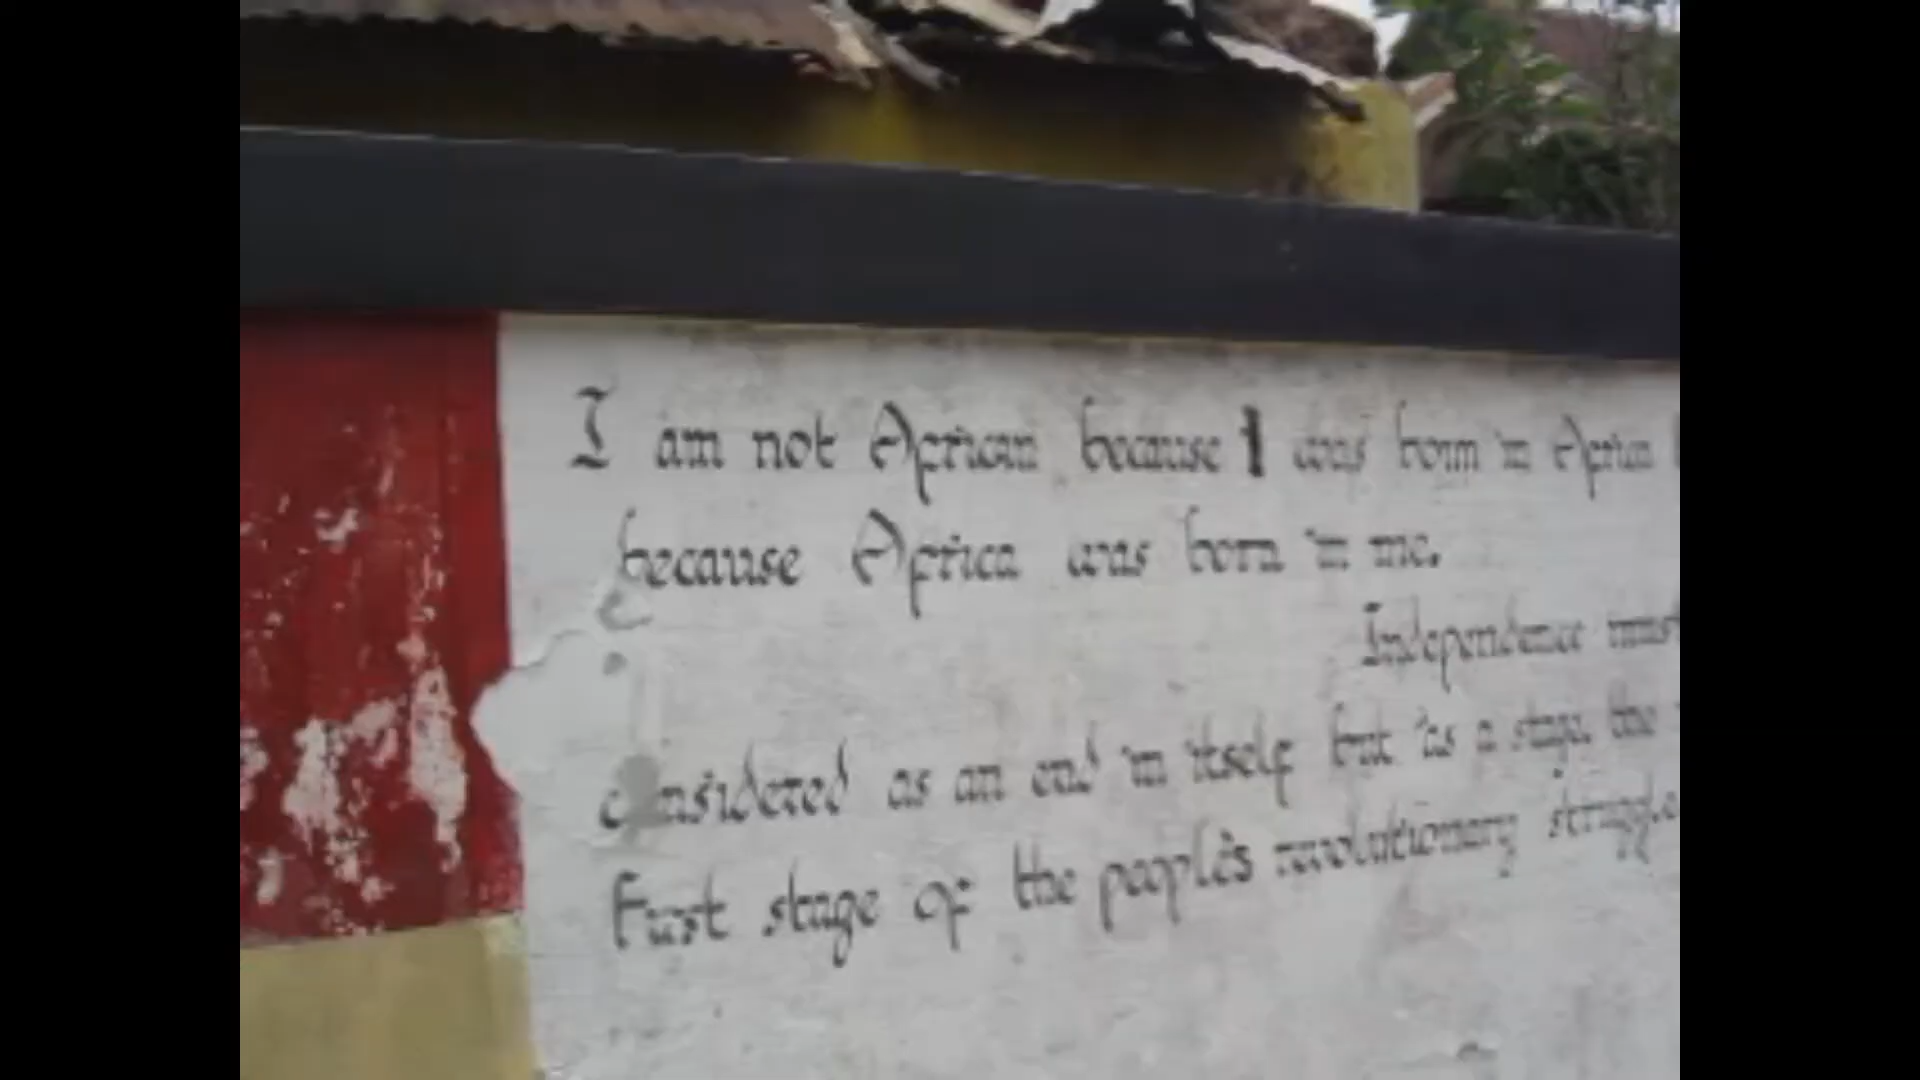 I am not African because I was born in Africa
because Africa was born in me.
Independence must
considered as an end in itself but as a stage the
First stage of the people's revolutionary struggle